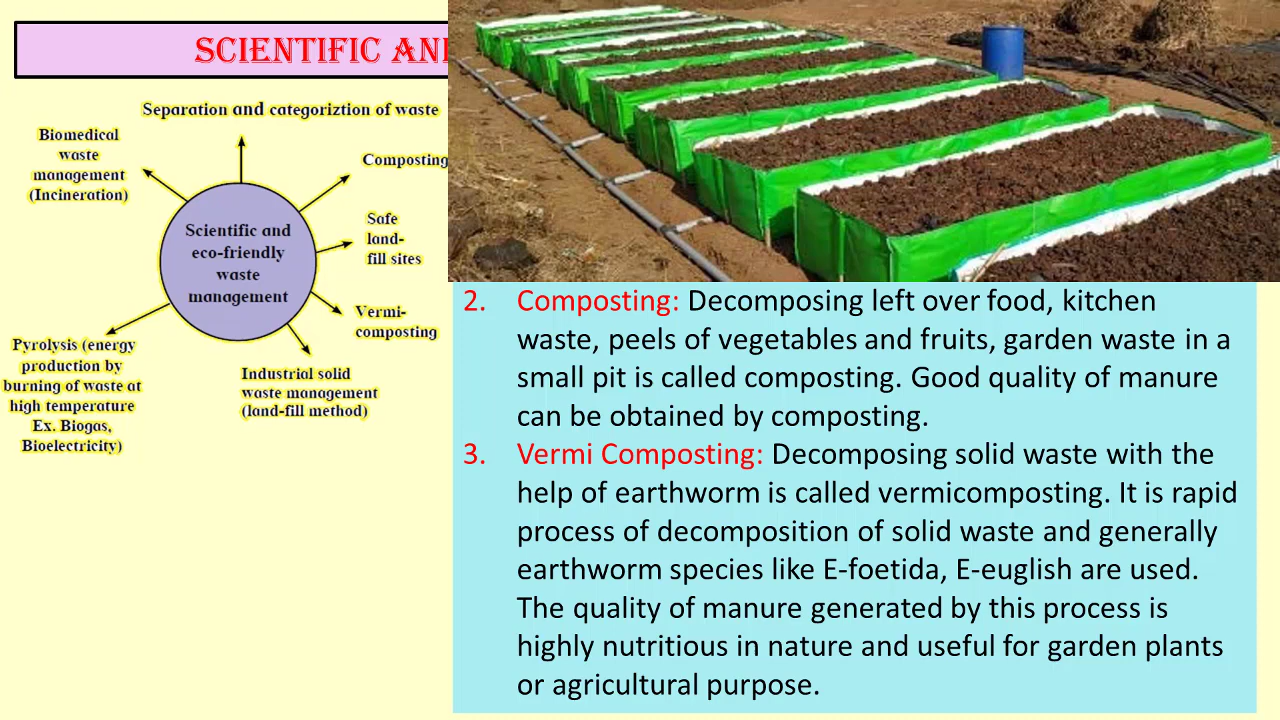 SCIENTIFIC AND
Separation and categoriztion of waste
Biomedical
waste
management
(Incineration)
Composting
Safe
land-
fill sites
Scientific and
eco-friendly
waste
management
Vermi-
composting
Pyrolysis (energy
production by
burning of waste at
high temperature
Ex. Biogas,
Bioelectricity)
Industrial solid
waste management
(land-fill method)
2. Composting: Decomposing left over food, kitchen
waste, peels of vegetables and fruits, garden waste in a
small pit is called composting. Good quality of manure
can be obtained by composting.
3. Vermi Composting: Decomposing solid waste with the
help of earthworm is called vermicomposting. It is rapid
process of decomposition of solid waste and generally
earthworm species like E-foetida, E-euglish are used.
The quality of manure generated by this process is
highly nutritious in nature and useful for garden plants
or agricultural purpose.